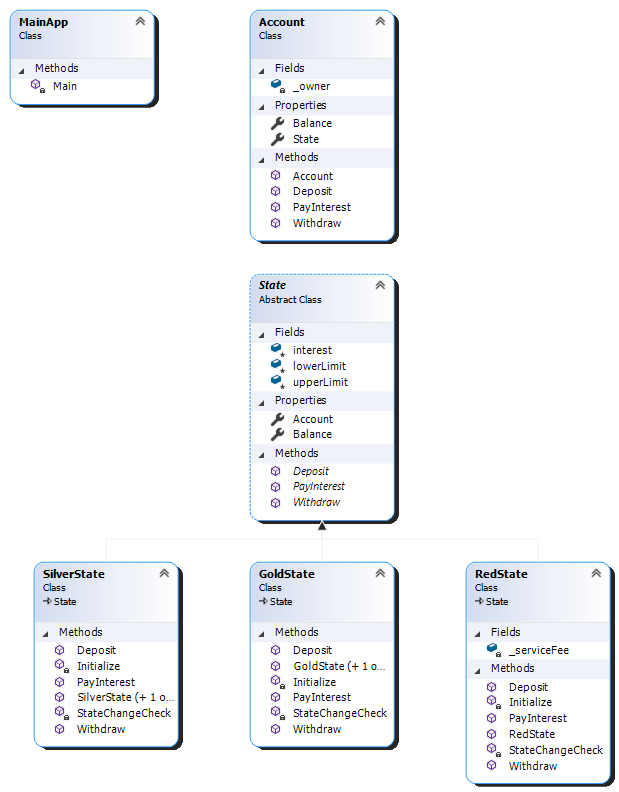 MainApp
Class
Methods
Main
Account
Class
Fields
_owner
Properties
Balance
State
Methods
Account
Deposit
PayInterest
Withdraw
State
Abstract Class
Fields
interest
lowerLimit
upperLimit
Properties
Account
Balance
Methods
Deposit
PayInterest
Withdraw
SilverState
Class
State
Methods
Deposit
Initialize
PayInterest
SilverState (+ 1 o...
StateChangeCheck
Withdraw
GoldState
Class
State
Methods
Deposit
GoldState (+ 1 o...
Initialize
PayInterest
StateChangeCheck
Withdraw
RedState
Class
State
Fields
_serviceFee
Methods
Deposit
Initialize
PayInterest
RedState
StateChangeCheck
Withdraw